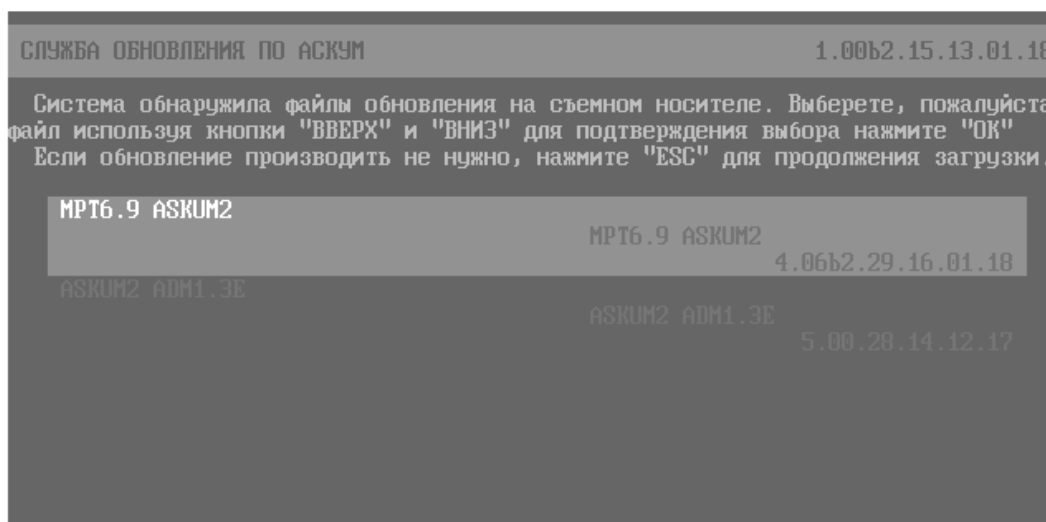 СЛУЖБА ОБНОВЛЕНИЯ ПО АСКУМ 1.00b2.15.13.01.18
Система обнаружила файлы обновления на съемном носителе. Выберете, пожалуйста
файл используя кнопки "ВВЕРХ" и "ВНИЗ" для подтверждения выбора нажмите "ОК"
Если обновление производить не нужно, нажмите "ESC" для продолжения загрузки.
МРТ6.9 ASKUM2
МРТ6.9 ASKUM2
4.06b2.29.16.01.18
ASKUM2 ADM1.3E
ASKUM2 ADM1.3E
5.00.28.14.12.17